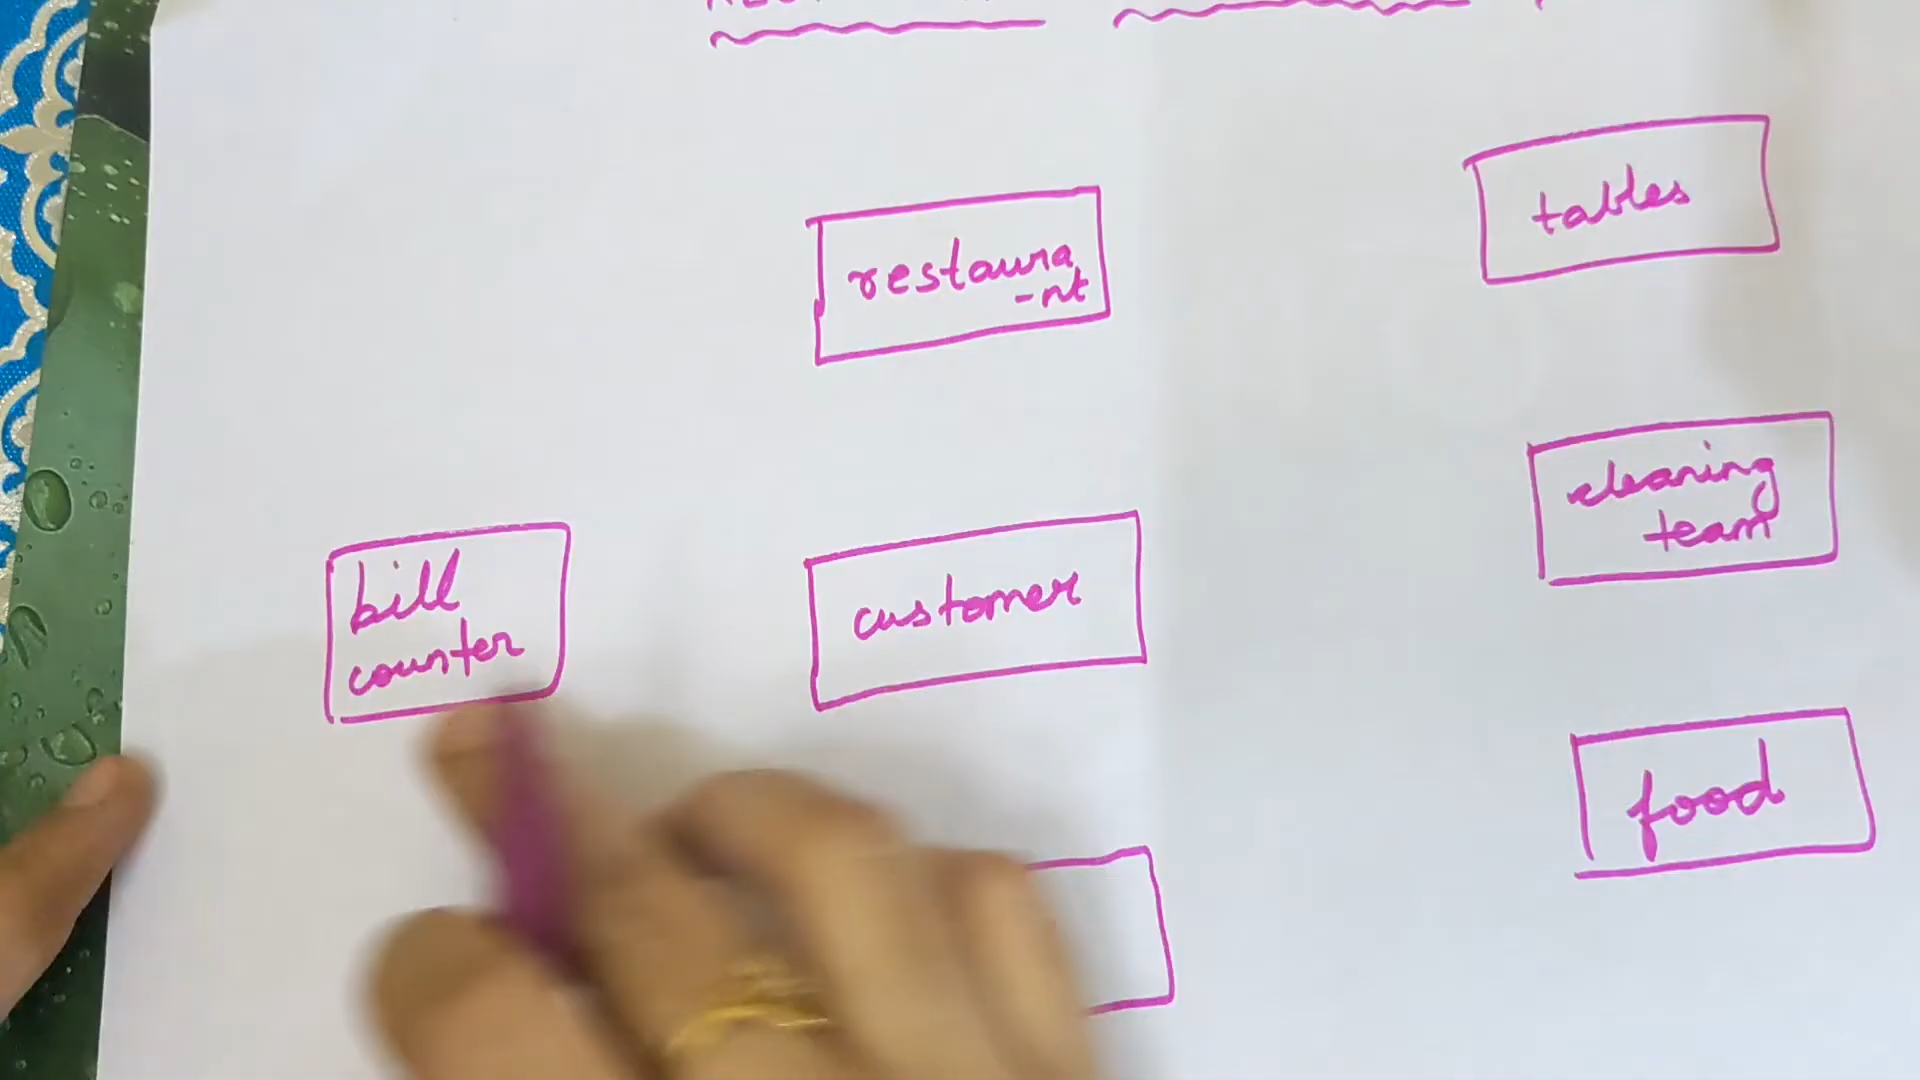 tables
restaura
-nt
cleaning
team
bill
counter
customer
food